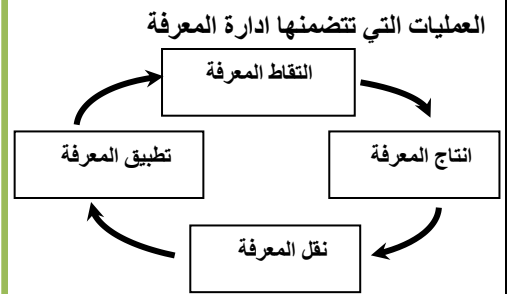 العمليات التي تتضمنها ادارة المعرفة
التقاط المعرفة
انتاج المعرفة
تطبيق المعرفة
نقل المعرفة